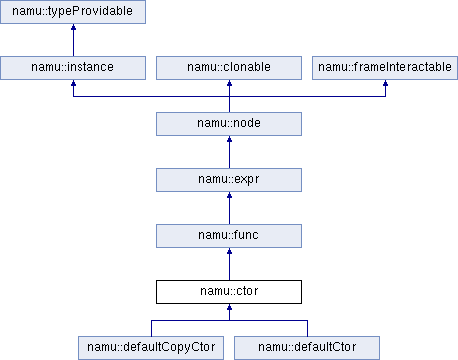 namu::typeProvidable
namu::instance
namu::clonable
namu::frameInteractable
namu::node
namu::expr
namu::func
namu::ctor
namu::defaultCopyCtor
namu::defaultCtor